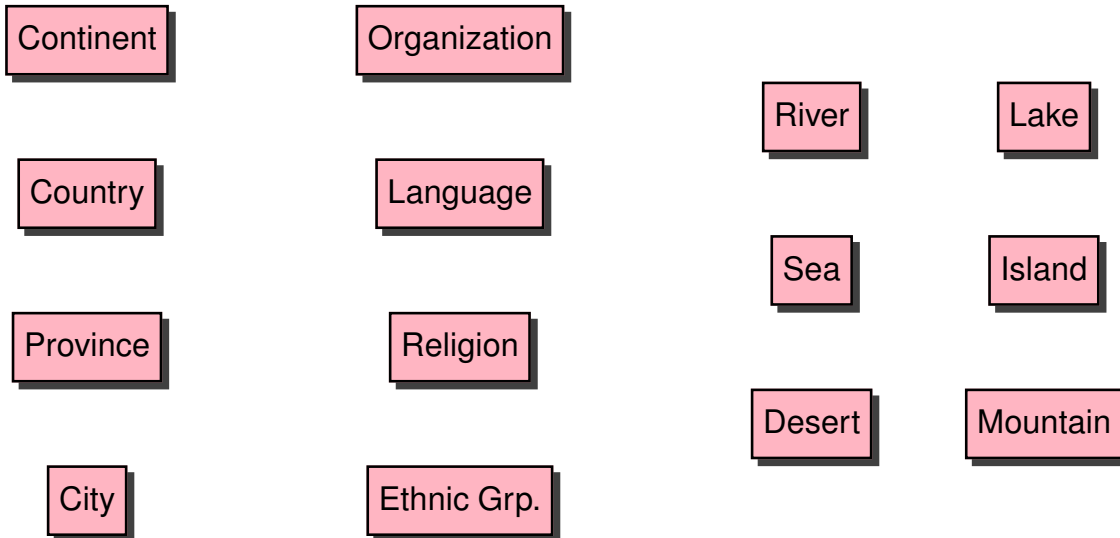 Continent
Organization
River
Lake
Country
Language
Sea
Island
Province
Religion
Desert
Mountain
City
Ethnic Grp.